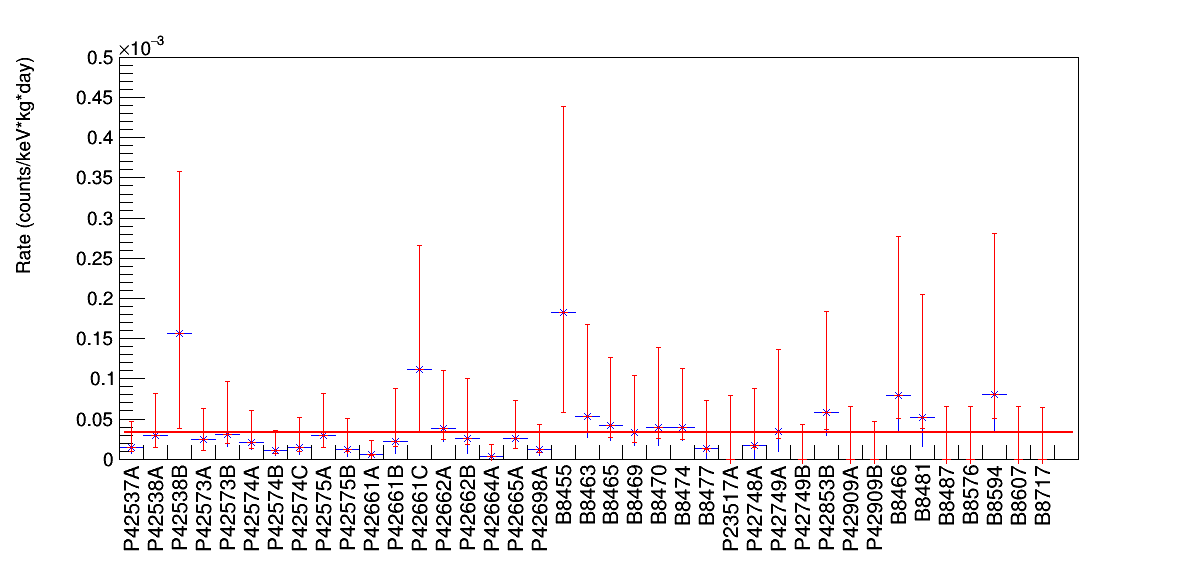 ×10⁻³
Rate (counts/keV*kg*day)
0.5
0.45
0.4
0.35
0.3
0.25
0.2
0.15
0.1
0.05
0
P42537A
P42538A
P42538B
P42573A
P42573B
P42574A
P42574B
P42574C
P42575A
P42575B
P42661A
P42661B
P42661C
P42662A
P42662B
P42664A
P42665A
P42698A
B8455
B8463
B8465
B8469
B8470
B8474
B8477
P23517A
P42748A
P42749A
P42749B
P42853B
P42909A
P42909B
B8466
B8481
B8487
B8576
B8594
B8607
B8717